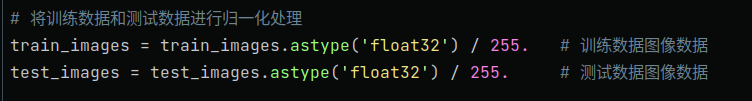 # 将训练数据和测试数据进行归一化处理
train_images = train_images.astype('float32') / 255.   # 训练数据图像数据
test_images = test_images.astype('float32') / 255.     # 测试数据图像数据